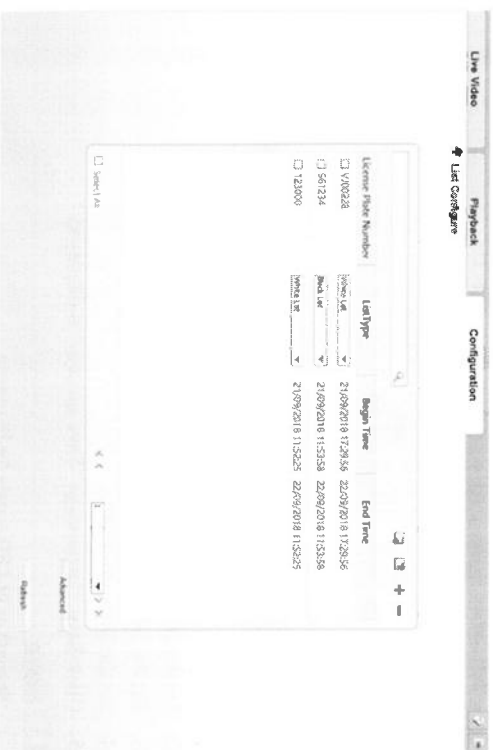 Live Video Playback Configuration
List Configure
License Plate Number List Type Begin Time End Time
VJ00228 White List 21/09/2018 17:29:56 22/09/2018 17:29:56
S61234 Black List 21/09/2018 11:53:58 22/09/2018 11:53:58
123000 White List 21/09/2018 11:52:25 22/09/2018 11:52:25
Select All
1
Advanced
Refresh